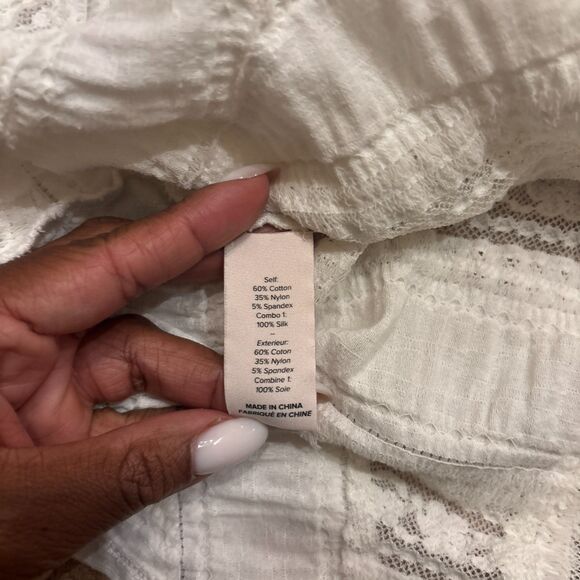 Self:
60% Cotton
35% Nylon
5% Spandex
Combo 1:
100% Silk
--
Exterieur:
60% Coton
35% Nylon
5% Spandex
Combine 1:
100% Soie
MADE IN CHINA
FABRIQUÉ EN CHINE